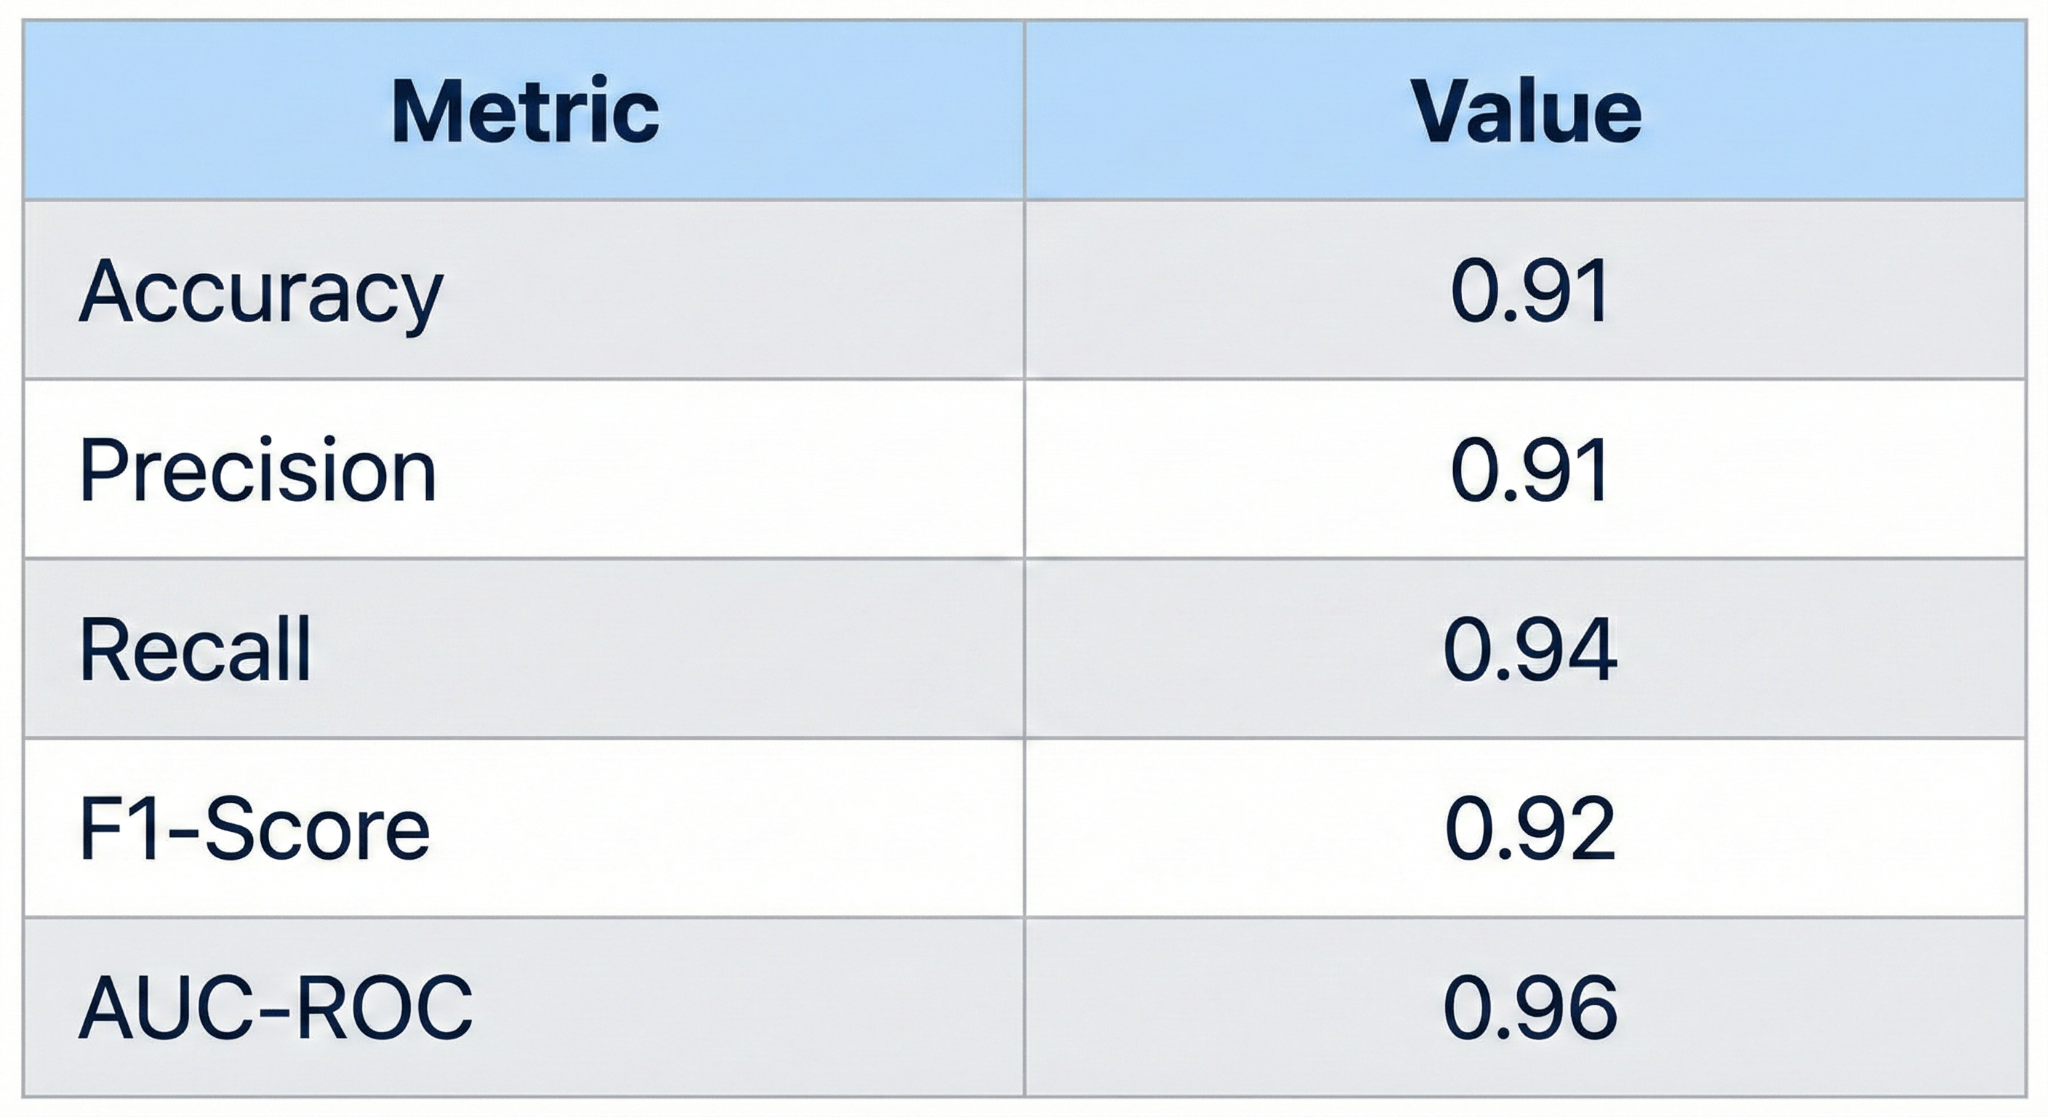 Metric Value
Accuracy 0.91
Precision 0.91
Recall 0.94
F1-Score 0.92
AUC-ROC 0.96